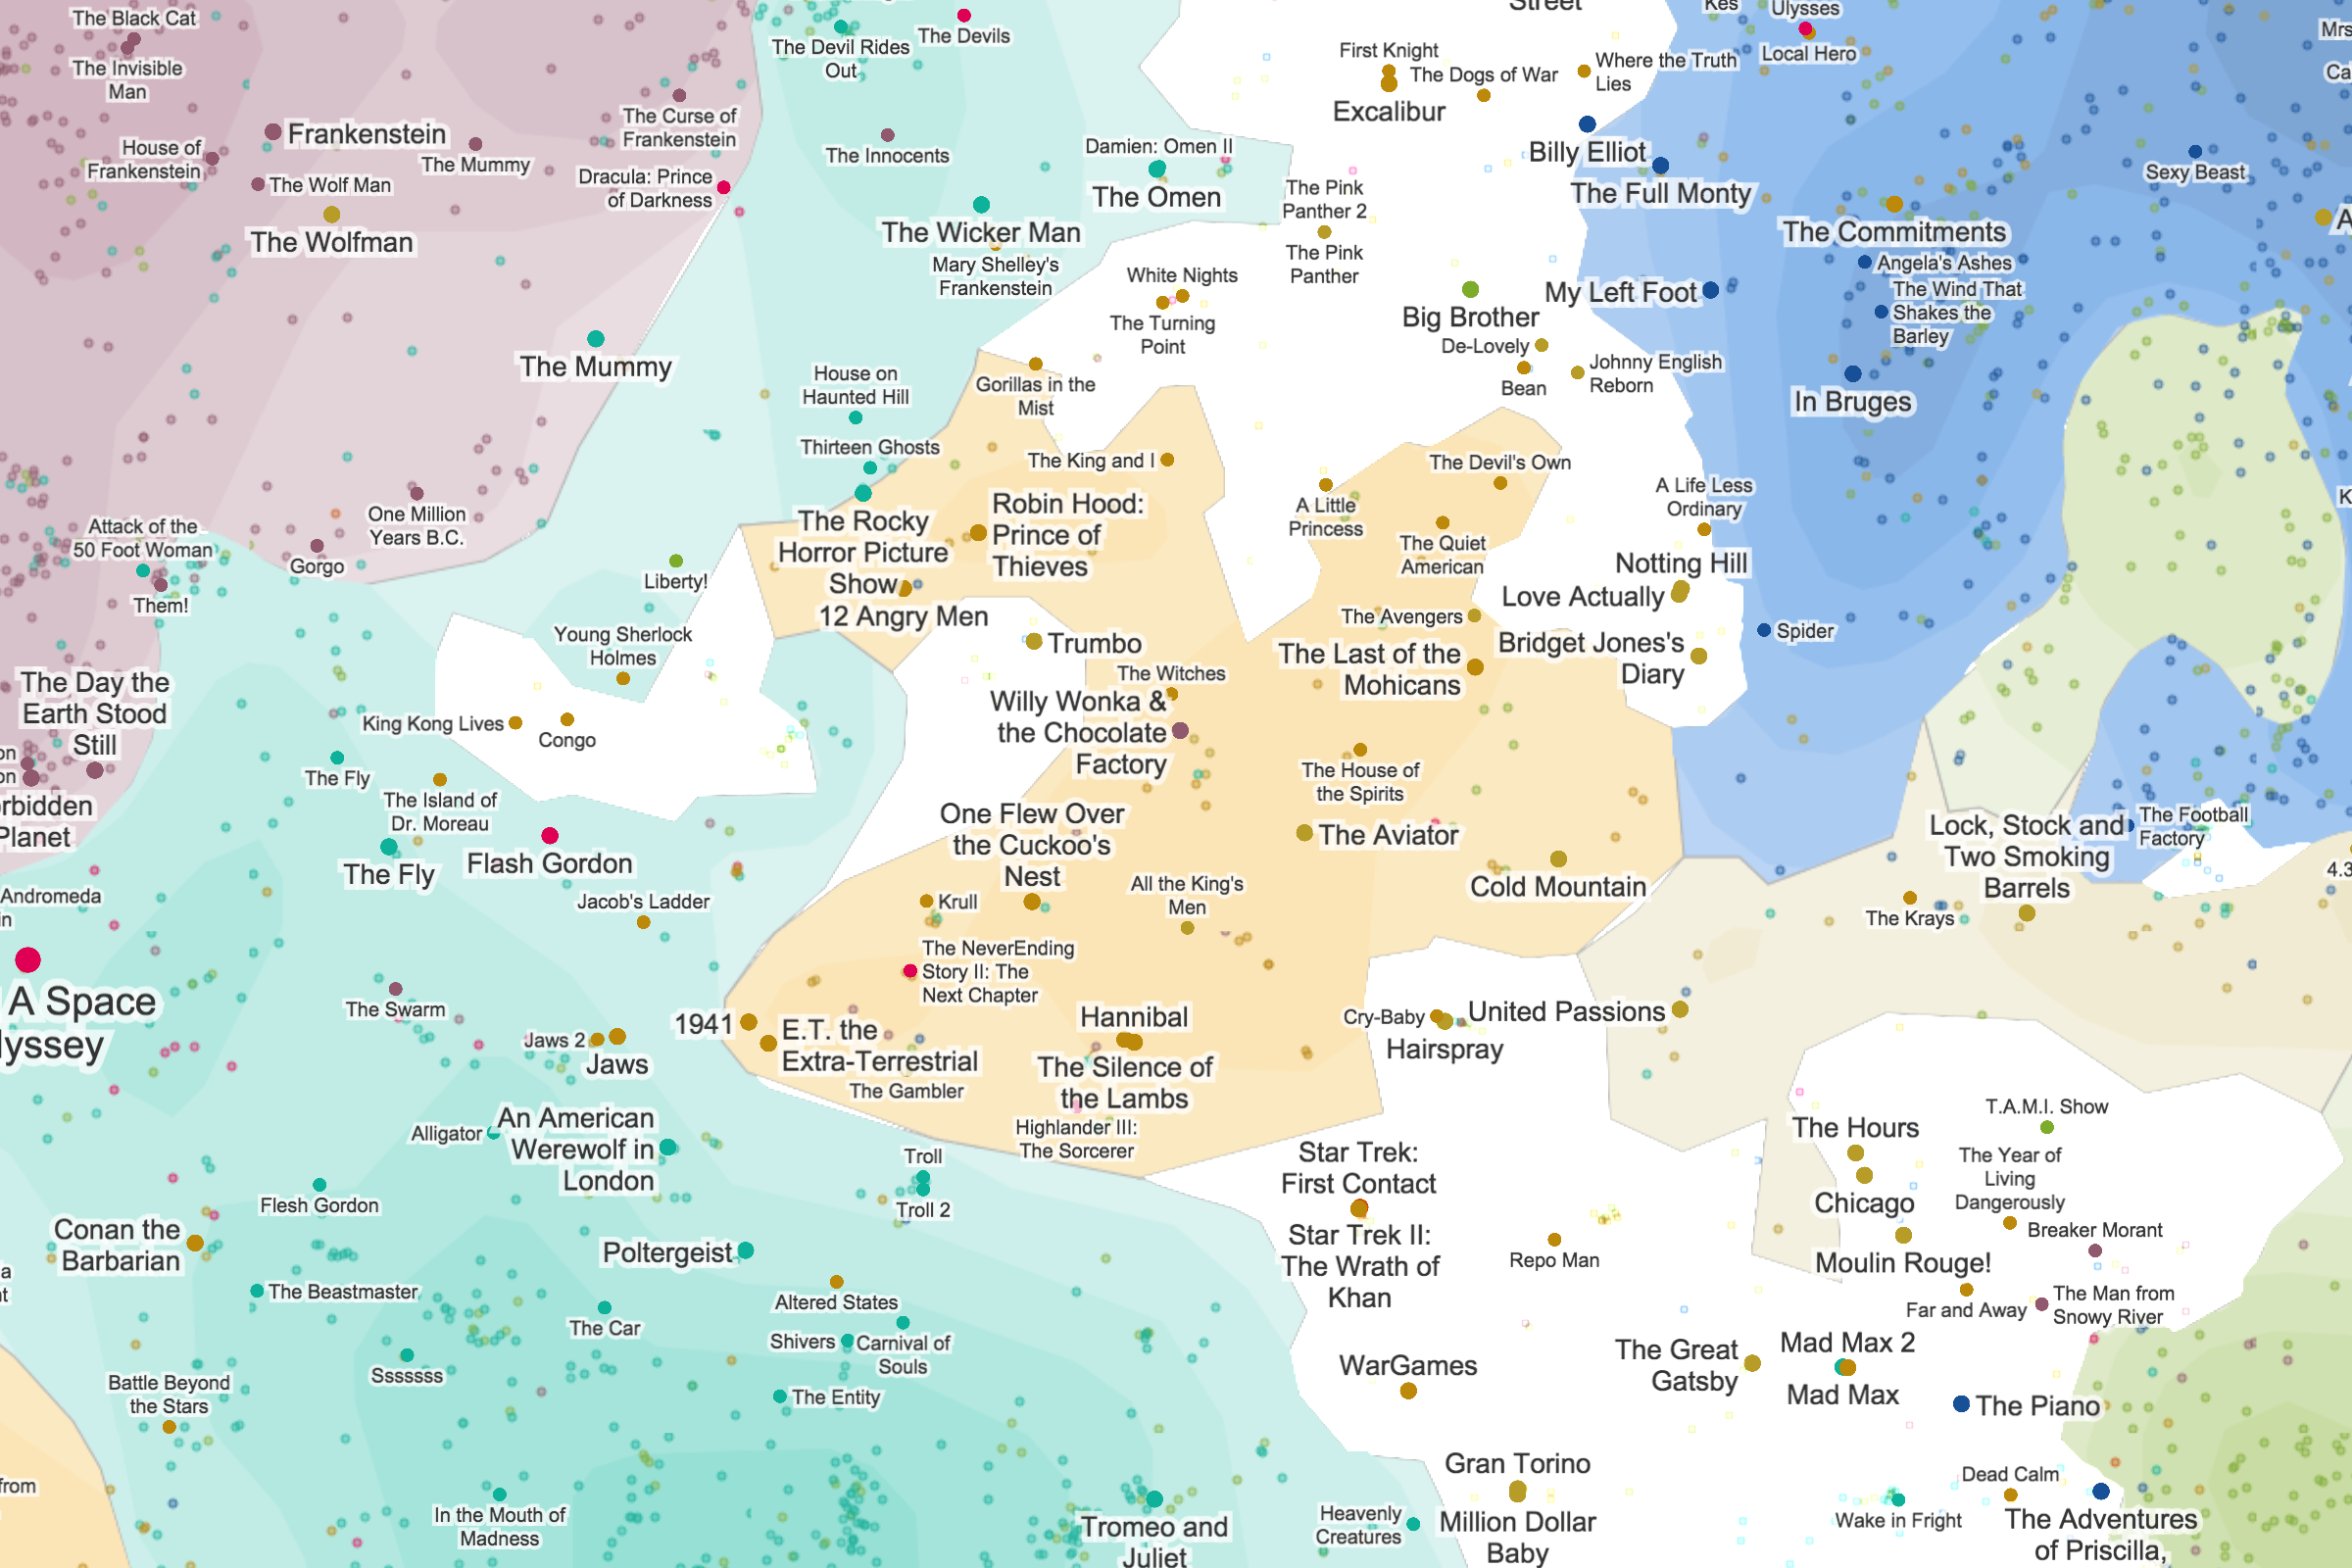 The Black Cat
The Invisible
Man
House of
Frankenstein
Frankenstein
The Mummy
The Wolf Man
The Wolfman
The Curse of
Frankenstein
Dracula: Prince
of Darkness
The Devil Rides
Out
The Devils
The Innocents
Damien: Omen II
The Omen
The Wicker Man
Mary Shelley's
Frankenstein
Street
First Knight
The Dogs of War
Excalibur
Where the Truth
Lies
Billy Elliot
The Full Monty
The Pink
Panther 2
The Pink
Panther
White Nights
The Turning
Point
Big Brother
De-Lovely
Bean
Johnny English
Reborn
My Left Foot
Kes
Ulysses
Local Hero
Mrs
Ca
Sexy Beast
The Commitments
A
Angela's Ashes
The Wind That
Shakes the
Barley
In Bruges
The Mummy
House on
Haunted Hill
Thirteen Ghosts
Gorillas in the
Mist
The King and I
The Rocky
Horror Picture
Show
Robin Hood:
Prince of
Thieves
12 Angry Men
A Little
Princess
The Devil's Own
The Quiet
American
A Life Less
Ordinary
Notting Hill
Love Actually
Bridget Jones's
Diary
Spider
K
One Million
Years B.C.
Attack of the
50 Foot Woman
Gorgo
Them!
Liberty!
Young Sherlock
Holmes
King Kong Lives
Congo
Trumbo
The Witches
Willy Wonka &
the Chocolate
Factory
The Avengers
The Last of the
Mohicans
The House of
the Spirits
The Aviator
Cold Mountain
The Day the
Earth Stood
Still
on
on
orbidden
Planet
The Fly
The Island of
Dr. Moreau
The Fly
Flash Gordon
Jacob's Ladder
One Flew Over
the Cuckoo's
Nest
Krull
All the King's
Men
The NeverEnding
Story II: The
Next Chapter
Lock, Stock and
Two Smoking
Barrels
The Football
Factory
The Krays
4.3
Andromeda
in
A Space
lyssey
The Swarm
Jaws 2
Jaws
1941
E.T. the
Extra-Terrestrial
The Gambler
Hannibal
The Silence of
the Lambs
Highlander III:
The Sorcerer
Cry-Baby
Hairspray
United Passions
Alligator
An American
Werewolf in
London
Troll
Troll 2
Flesh Gordon
Conan the
Barbarian
a
nt
The Beastmaster
Poltergeist
Altered States
The Car
Shivers
Carnival of
Souls
Sssssss
The Entity
Battle Beyond
the Stars
from
In the Mouth of
Madness
Tromeo and
Juliet
Star Trek:
First Contact
Star Trek II:
The Wrath of
Khan
Repo Man
WarGames
Gran Torino
Million Dollar
Baby
Heavenly
Creatures
The Hours
Chicago
Moulin Rouge!
T.A.M.I. Show
The Year of
Living
Dangerously
Breaker Morant
Far and Away
The Man from
Snowy River
The Great
Gatsby
Mad Max 2
Mad Max
The Piano
Dead Calm
Wake in Fright
The Adventures
of Priscilla,